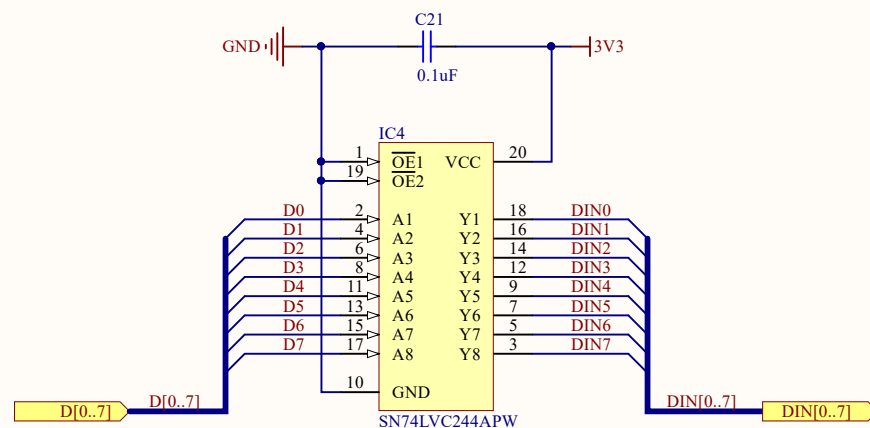 C21
GND
3V3
0.1uF
IC4
1 OE1 VCC 20
19 OE2
D0 2 A1 Y1 18 DIN0
D1 4 A2 Y2 16 DIN1
D2 6 A3 Y3 14 DIN2
D3 8 A4 Y4 12 DIN3
D4 11 A5 Y5 9 DIN4
D5 13 A6 Y6 7 DIN5
D6 15 A7 Y7 5 DIN6
D7 17 A8 Y8 3 DIN7
10 GND
D[0..7] D[0..7] DIN[0..7] DIN[0..7]
SN74LVC244APW